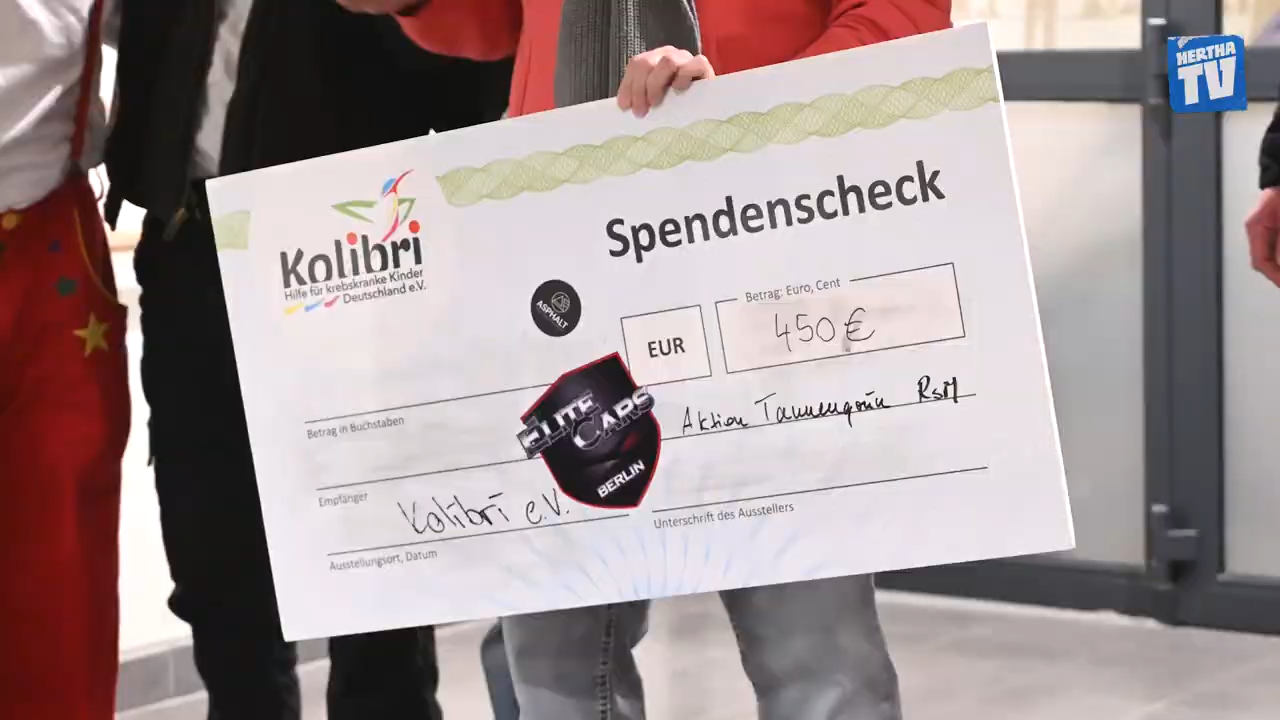 HERTHA
TV
Spendenscheck
Kolibri
Hilfe für krebskranke Kinder
Deutschland e.V.
ASPHALT
Betrag: Euro, Cent
EUR
450 €
ELITE
CARS
BERLIN
Aktion Tannengrün
Betrag in Buchstaben
Empfänger
Kolibri e.V.
Unterschrift des Ausstellers
Ausstellungsort, Datum